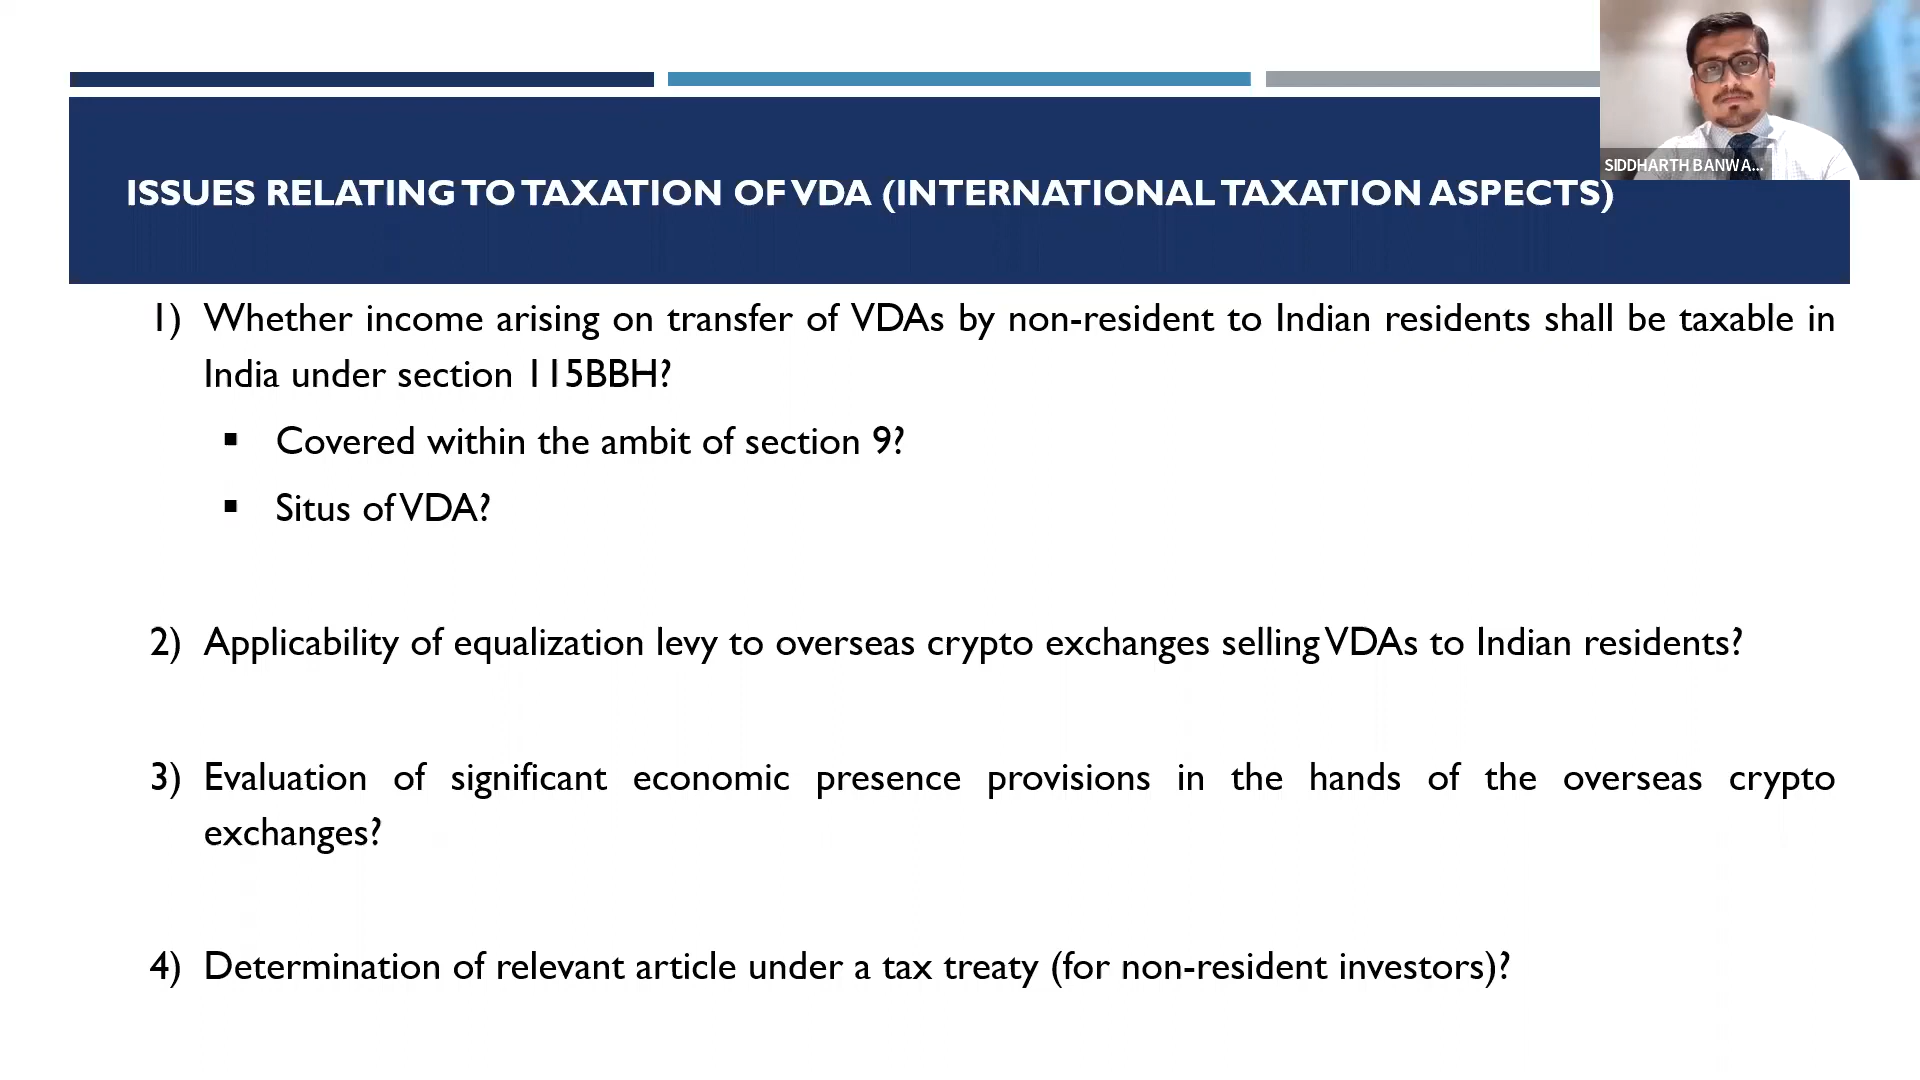 SIDDHARTH BANWA...
ISSUES RELATING TO TAXATION OF VDA (INTERNATIONAL TAXATION ASPECTS)
1) Whether income arising on transfer of VDAs by non-resident to Indian residents shall be taxable in
India under section 115BBH?
▪ Covered within the ambit of section 9?
▪ Situs of VDA?
2) Applicability of equalization levy to overseas crypto exchanges selling VDAs to Indian residents?
3) Evaluation of significant economic presence provisions in the hands of the overseas crypto
exchanges?
4) Determination of relevant article under a tax treaty (for non-resident investors)?